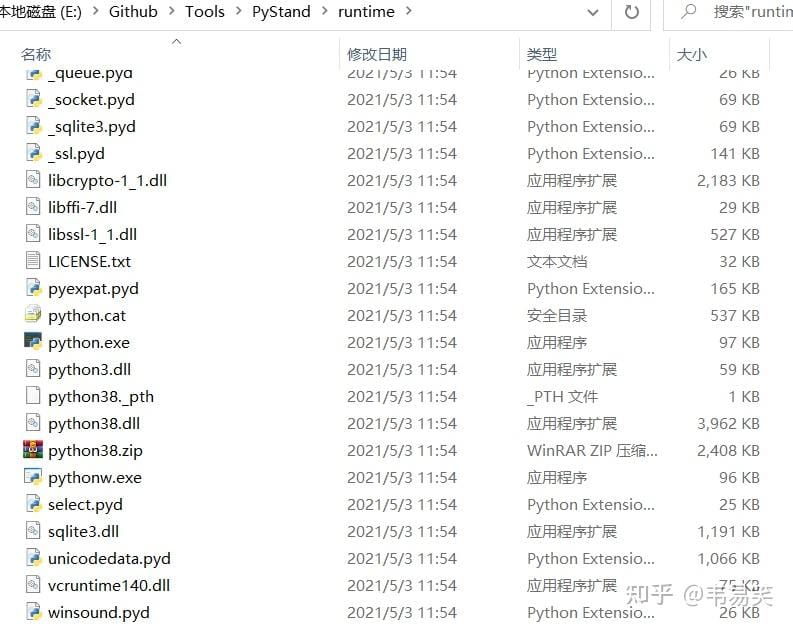 本地磁盘 (E:) > Github > Tools > PyStand > runtime > 搜索"runtim
名称 修改日期 类型 大小
_queue.pyd 2021/5/3 11:54 Python Extensio... 26 KB
_socket.pyd 2021/5/3 11:54 Python Extensio... 69 KB
_sqlite3.pyd 2021/5/3 11:54 Python Extensio... 69 KB
_ssl.pyd 2021/5/3 11:54 Python Extensio... 141 KB
libcrypto-1_1.dll 2021/5/3 11:54 应用程序扩展 2,183 KB
libffi-7.dll 2021/5/3 11:54 应用程序扩展 29 KB
libssl-1_1.dll 2021/5/3 11:54 应用程序扩展 527 KB
LICENSE.txt 2021/5/3 11:54 文本文档 32 KB
pyexpat.pyd 2021/5/3 11:54 Python Extensio... 165 KB
python.cat 2021/5/3 11:54 安全目录 537 KB
python.exe 2021/5/3 11:54 应用程序 97 KB
python3.dll 2021/5/3 11:54 应用程序扩展 59 KB
python38._pth 2021/5/3 11:54 _PTH 文件 1 KB
python38.dll 2021/5/3 11:54 应用程序扩展 3,962 KB
python38.zip 2021/5/3 11:54 WinRAR ZIP 压缩... 2,408 KB
pythonw.exe 2021/5/3 11:54 应用程序 96 KB
select.pyd 2021/5/3 11:54 Python Extensio... 25 KB
sqlite3.dll 2021/5/3 11:54 应用程序扩展 1,191 KB
unicodedata.pyd 2021/5/3 11:54 Python Extensio... 1,066 KB
vcruntime140.dll 2021/5/3 11:54 应用程序扩展 75 KB
知乎 @韦易笑
winsound.pyd 2021/5/3 11:54 Python Extensio... 26 KB